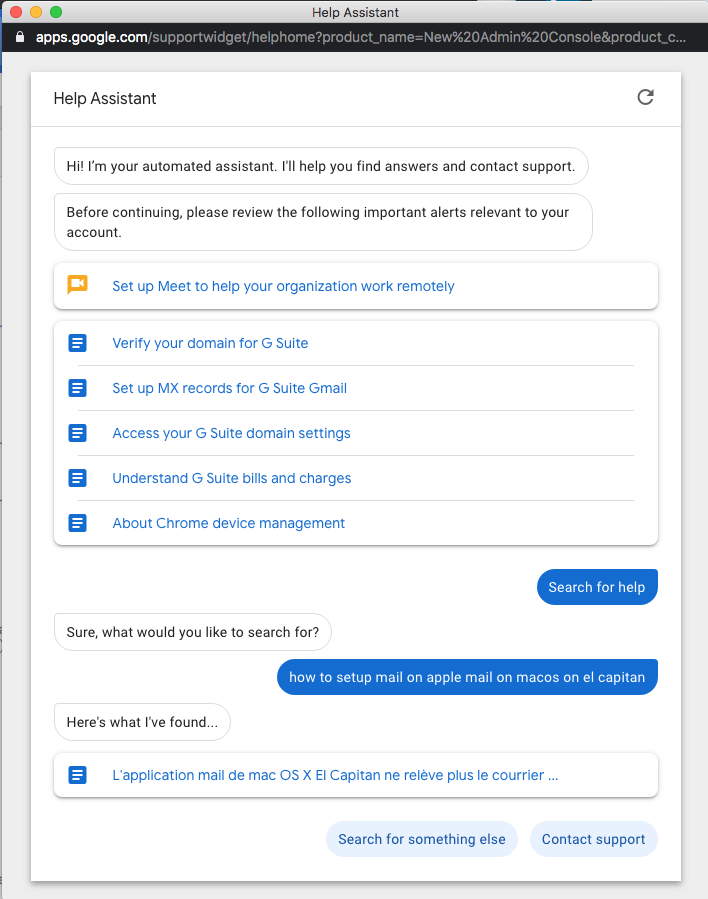 Help Assistant
apps.google.com/supportwidget/helphome?product_name=New%20Admin%20Console&product_c...
Help Assistant
Hi! I’m your automated assistant. I'll help you find answers and contact support.
Before continuing, please review the following important alerts relevant to your
account.
Set up Meet to help your organization work remotely
Verify your domain for G Suite
Set up MX records for G Suite Gmail
Access your G Suite domain settings
Understand G Suite bills and charges
About Chrome device management
Search for help
Sure, what would you like to search for?
how to setup mail on apple mail on macos on el capitan
Here's what I've found...
L'application mail de mac OS X El Capitan ne relève plus le courrier ...
Search for something else
Contact support